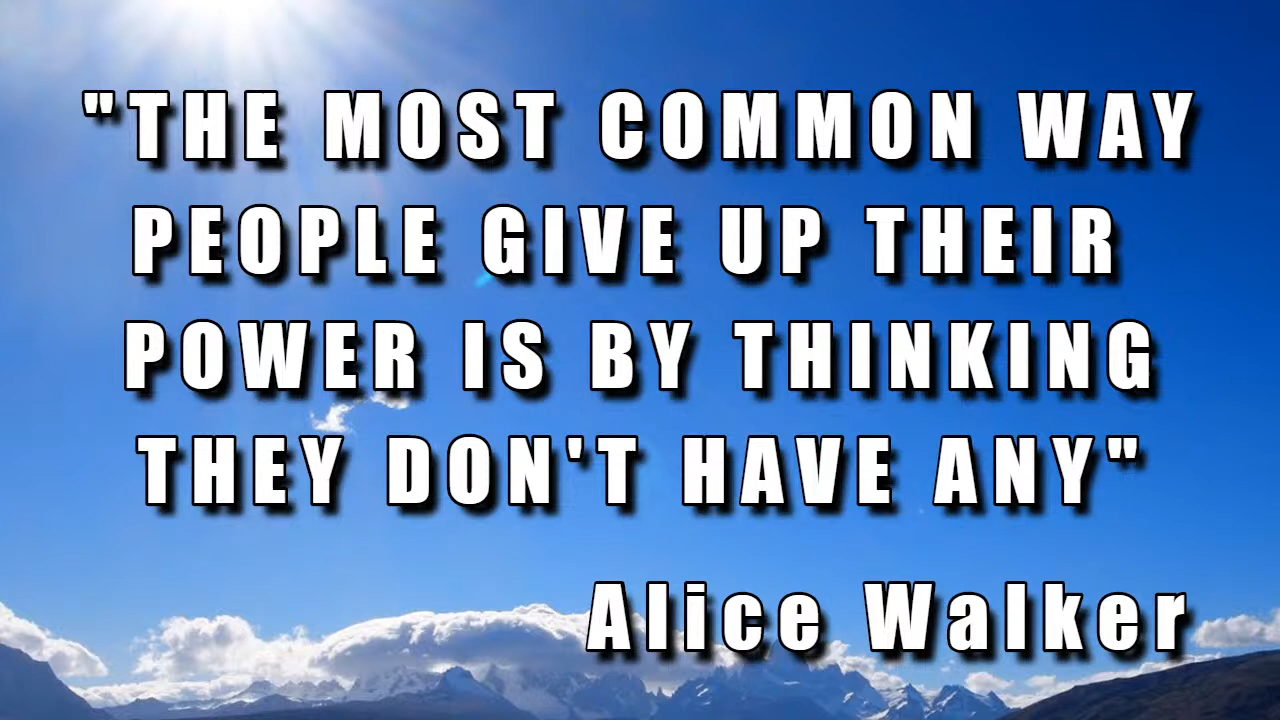 "THE MOST COMMON WAY
PEOPLE GIVE UP THEIR
POWER IS BY THINKING
THEY DON'T HAVE ANY"
Alice Walker